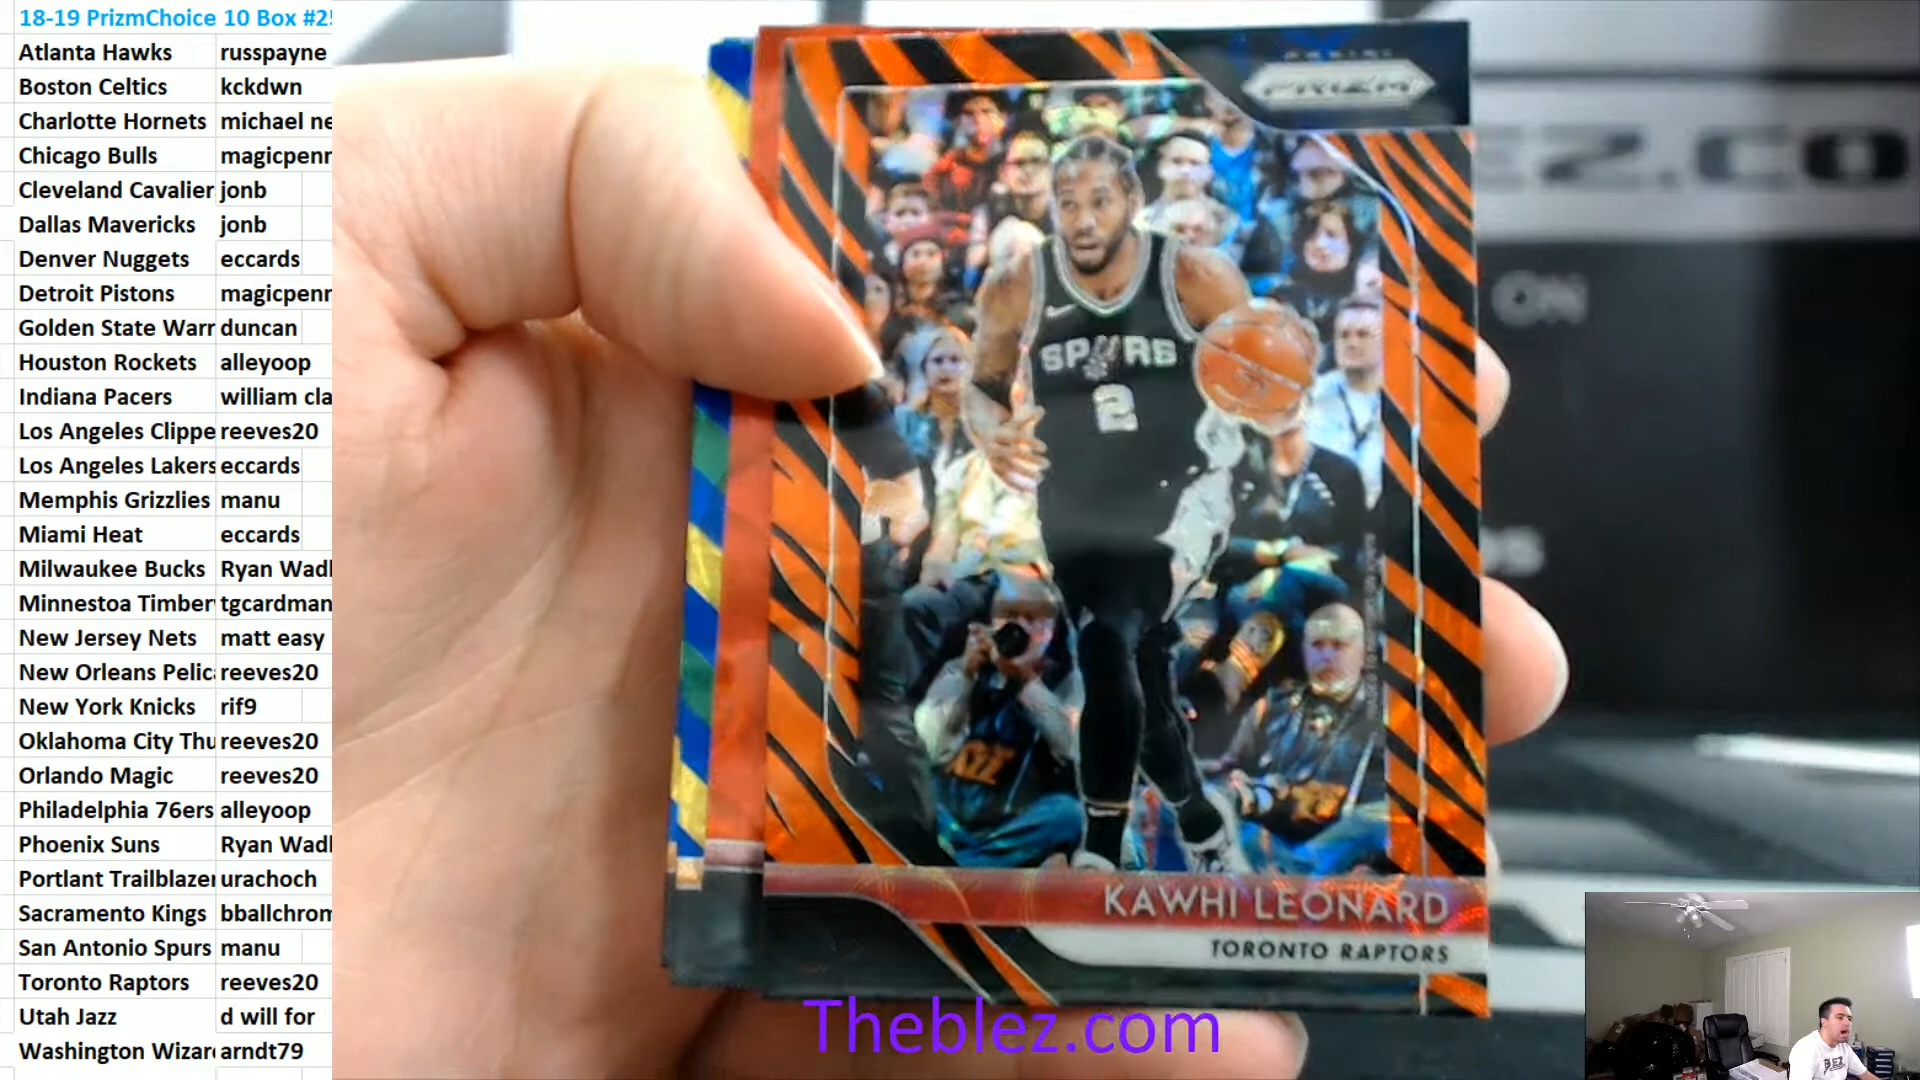 18-19 PrizmChoice 10 Box #25
Atlanta Hawks russpayne
Boston Celtics kckdwn
Charlotte Hornets michael ne
Chicago Bulls magicpenn
Cleveland Cavalier jonb
Dallas Mavericks jonb
Denver Nuggets eccards
Detroit Pistons magicpenn
Golden State Warr duncan
Houston Rockets alleyoop
Indiana Pacers william cla
Los Angeles Clippe reeves20
Los Angeles Lakers eccards
Memphis Grizzlies manu
Miami Heat eccards
Milwaukee Bucks Ryan Wadl
Minnestoa Timber tgcardman
New Jersey Nets matt easy
New Orleans Pelic reeves20
New York Knicks rif9
Oklahoma City Thu reeves20
Orlando Magic reeves20
Philadelphia 76ers alleyoop
Phoenix Suns Ryan Wadl
Portlant Trailblazer urachoch
Sacramento Kings bballchrom
San Antonio Spurs manu
Toronto Raptors reeves20
Utah Jazz d will for
Washington Wizar arndt79
PANINI
PRIZM
SPURS
2
KAWHI LEONARD
TORONTO RAPTORS
EZ.CO
ON
Theblez.com